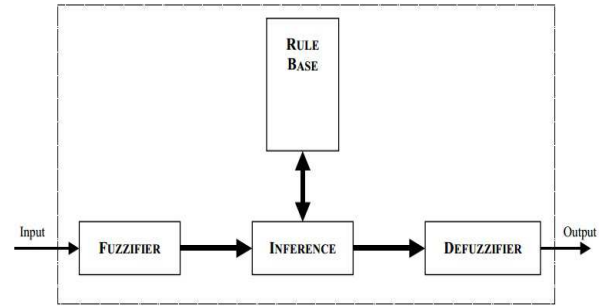 RULE
BASE
Input
FUZZIFIER
INFERENCE
DEFUZZIFIER
Output